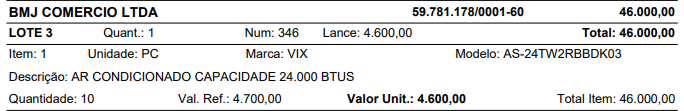 BMJ COMERCIO LTDA 59.781.178/0001-60 46.000,00
LOTE 3 Quant.: 1 Num: 346 Lance: 4.600,00 Total: 46.000,00
Item: 1 Unidade: PC Marca: VIX Modelo: AS-24TW2RBBDK03
Descrição: AR CONDICIONADO CAPACIDADE 24.000 BTUS
Quantidade: 10 Val. Ref.: 4.700,00 Valor Unit.: 4.600,00 Total Item: 46.000,00